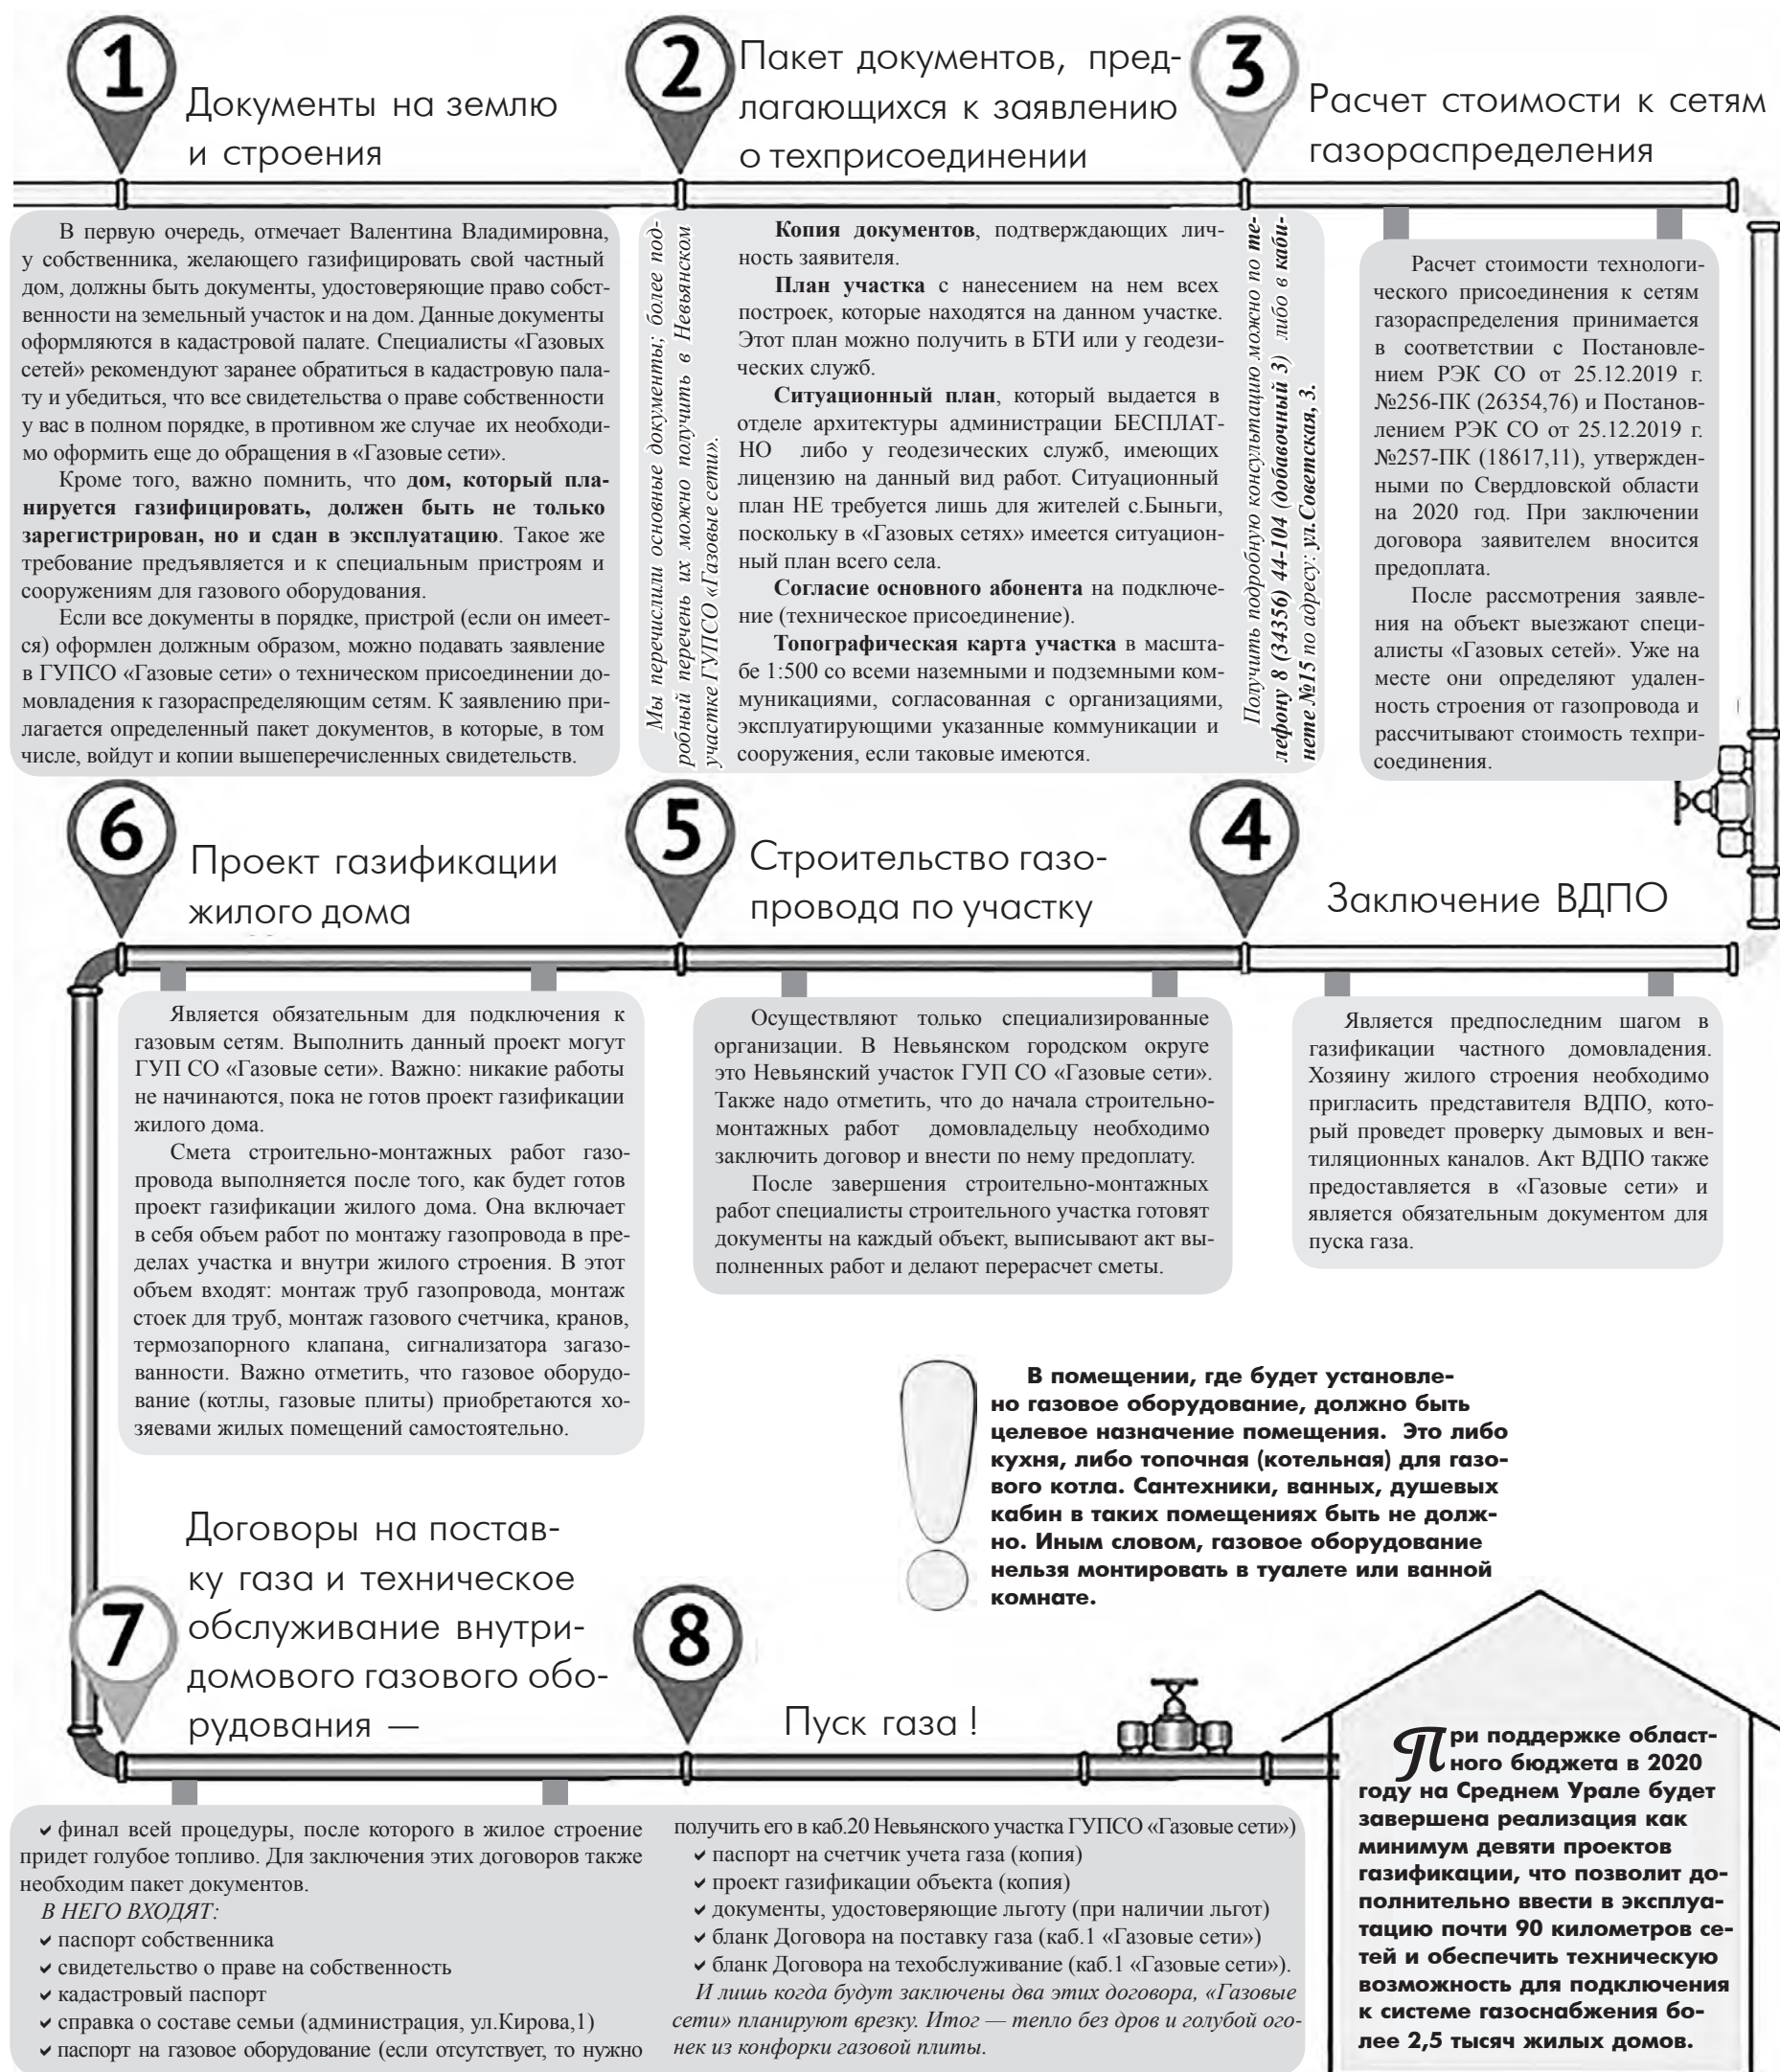 1
Документы на землю
и строения
В первую очередь, отмечает Валентина Владимировна,
у собственника, желающего газифицировать свой частный
дом, должны быть документы, удостоверяющие право собст-
венности на земельный участок и на дом. Данные документы
оформляются в кадастровой палате. Специалисты «Газовых
сетей» рекомендуют заранее обратиться в кадастровую пала-
ту и убедиться, что все свидетельства о праве собственности
у вас в полном порядке, в противном же случае их необходи-
мо оформить еще до обращения в «Газовые сети».
Кроме того, важно помнить, что дом, который пла-
нируется газифицировать, должен быть не только
зарегистрирован, но и сдан в эксплуатацию. Такое же
требование предъявляется и к специальным пристроям и
сооружениям для газового оборудования.
Если все документы в порядке, пристрой (если он имеет-
ся) оформлен должным образом, можно подавать заявление
в ГУПСО «Газовые сети» о техническом присоединении до-
мовладения к газораспределяющим сетям. К заявлению при-
лагается определенный пакет документов, в которые, в том
числе, войдут и копии вышеперечисленных свидетельств.
2
Пакет документов, пред-
лагающихся к заявлению
о техприсоединении
Мы перечислили основные документы; более под-
робный перечень их можно получить в Невьянском
участке ГУПСО «Газовые сети».
Копия документов, подтверждающих лич-
ность заявителя.
План участка с нанесением на нем всех
построек, которые находятся на данном участке.
Этот план можно получить в БТИ или у геодези-
ческих служб.
Ситуационный план, который выдается в
отделе архитектуры администрации БЕСПЛАТ-
НО либо у геодезических служб, имеющих
лицензию на данный вид работ. Ситуационный
план НЕ требуется лишь для жителей с.Быньги,
поскольку в «Газовых сетях» имеется ситуацион-
ный план всего села.
Согласие основного абонента на подключе-
ние (техническое присоединение).
Топографическая карта участка в масшта-
бе 1:500 со всеми наземными и подземными ком-
муникациями, согласованная с организациями,
эксплуатирующими указанные коммуникации и
сооружения, если таковые имеются.
Получить подробную консультацию можно по те-
лефону 8 (34356) 44-104 (добавочный 3) либо в каби-
нете №15 по адресу: ул.Советская, 3.
3
Расчет стоимости к сетям
газораспределения
Расчет стоимости технологи-
ческого присоединения к сетям
газораспределения принимается
в соответствии с Постановле-
нием РЭК СО от 25.12.2019 г.
№256-ПК (26354,76) и Постанов-
лением РЭК СО от 25.12.2019 г.
№257-ПК (18617,11), утвержден-
ными по Свердловской области
на 2020 год. При заключении
договора заявителем вносится
предоплата.
После рассмотрения заявле-
ния на объект выезжают специ-
алисты «Газовых сетей». Уже на
месте они определяют удален-
ность строения от газопровода и
рассчитывают стоимость техпри-
соединения.
4
Заключение ВДПО
Является предпоследним шагом в
газификации частного домовладения.
Хозяину жилого строения необходимо
пригласить представителя ВДПО, кото-
рый проведет проверку дымовых и вен-
тиляционных каналов. Акт ВДПО также
предоставляется в «Газовые сети» и
является обязательным документом для
пуска газа.
5
Строительство газо-
провода по участку
Осуществляют только специализированные
организации. В Невьянском городском округе
это Невьянский участок ГУП СО «Газовые сети».
Также надо отметить, что до начала строительно-
монтажных работ домовладельцу необходимо
заключить договор и внести по нему предоплату.
После завершения строительно-монтажных
работ специалисты строительного участка готовят
документы на каждый объект, выписывают акт вы-
полненных работ и делают перерасчет сметы.
6
Проект газификации
жилого дома
Является обязательным для подключения к
газовым сетям. Выполнить данный проект могут
ГУП СО «Газовые сети». Важно: никакие работы
не начинаются, пока не готов проект газификации
жилого дома.
Смета строительно-монтажных работ газо-
провода выполняется после того, как будет готов
проект газификации жилого дома. Она включает
в себя объем работ по монтажу газопровода в пре-
делах участка и внутри жилого строения. В этот
объем входят: монтаж труб газопровода, монтаж
стоек для труб, монтаж газового счетчика, кранов,
термозапорного клапана, сигнализатора загазо-
ванности. Важно отметить, что газовое оборудо-
вание (котлы, газовые плиты) приобретаются хо-
зяевами жилых помещений самостоятельно.
В помещении, где будет установле-
но газовое оборудование, должно быть
целевое назначение помещения. Это либо
кухня, либо топочная (котельная) для газо-
вого котла. Сантехники, ванных, душевых
кабин в таких помещениях быть не долж-
но. Иным словом, газовое оборудование
нельзя монтировать в туалете или ванной
комнате.
7
Договоры на постав-
ку газа и техническое
обслуживание внутри-
домового газового обо-
рудования —
✓ финал всей процедуры, после которого в жилое строение
придет голубое топливо. Для заключения этих договоров также
необходим пакет документов.
В НЕГО ВХОДЯТ:
✓ паспорт собственника
✓ свидетельство о праве на собственность
✓ кадастровый паспорт
✓ справка о составе семьи (администрация, ул.Кирова,1)
✓ паспорт на газовое оборудование (если отсутствует, то нужно
получить его в каб.20 Невьянского участка ГУПСО «Газовые сети»)
✓ паспорт на счетчик учета газа (копия)
✓ проект газификации объекта (копия)
✓ документы, удостоверяющие льготу (при наличии льгот)
✓ бланк Договора на поставку газа (каб.1 «Газовые сети»)
✓ бланк Договора на техобслуживание (каб.1 «Газовые сети»).
И лишь когда будут заключены два этих договора, «Газовые
сети» планируют врезку. Итог — тепло без дров и голубой ого-
нек из конфорки газовой плиты.
8
Пуск газа !
При поддержке област-
ного бюджета в 2020
году на Среднем Урале будет
завершена реализация как
минимум девяти проектов
газификации, что позволит до-
полнительно ввести в эксплуа-
тацию почти 90 километров се-
тей и обеспечить техническую
возможность для подключения
к системе газоснабжения бо-
лее 2,5 тысяч жилых домов.